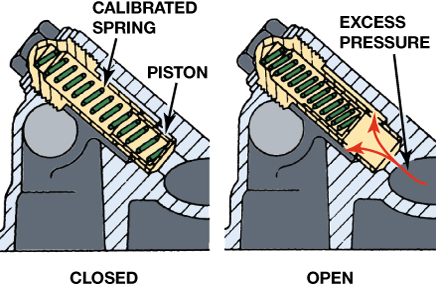 CALIBRATED
SPRING
PISTON
EXCESS
PRESSURE
CLOSED
OPEN